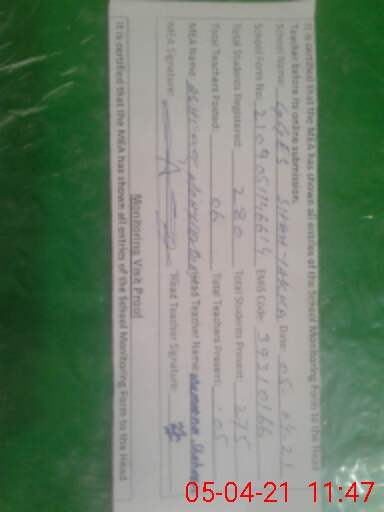 It is certified that the MEA has shown all entries of the School Monitoring Form to the Head
Teacher before its online submission.
School Name: GGPS Date: 05.04.21
School Form No: EMIS Code: 39310166
Total Students Registered: 280 Total Students Present: 275
Total Teachers Posted: 06 Total Teachers Present: 05
MEA Name: Head Teacher Name:
MEA Signature: Head Teacher Signature:
Monitoring Visit Proof
It is certified that the MEA has shown all entries of the School Monitoring Form to the Head
05-04-21 11:47